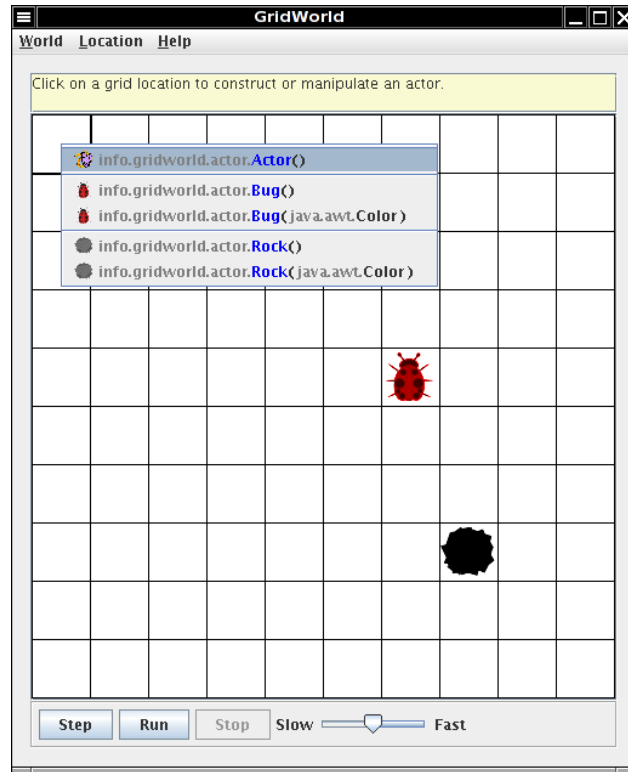 GridWorld
World Location Help
Click on a grid location to construct or manipulate an actor.
info.gridworld.actor.Actor()
info.gridworld.actor.Bug()
info.gridworld.actor.Bug(java.awt.Color)
info.gridworld.actor.Rock()
info.gridworld.actor.Rock(java.awt.Color)
Step Run Stop Slow Fast